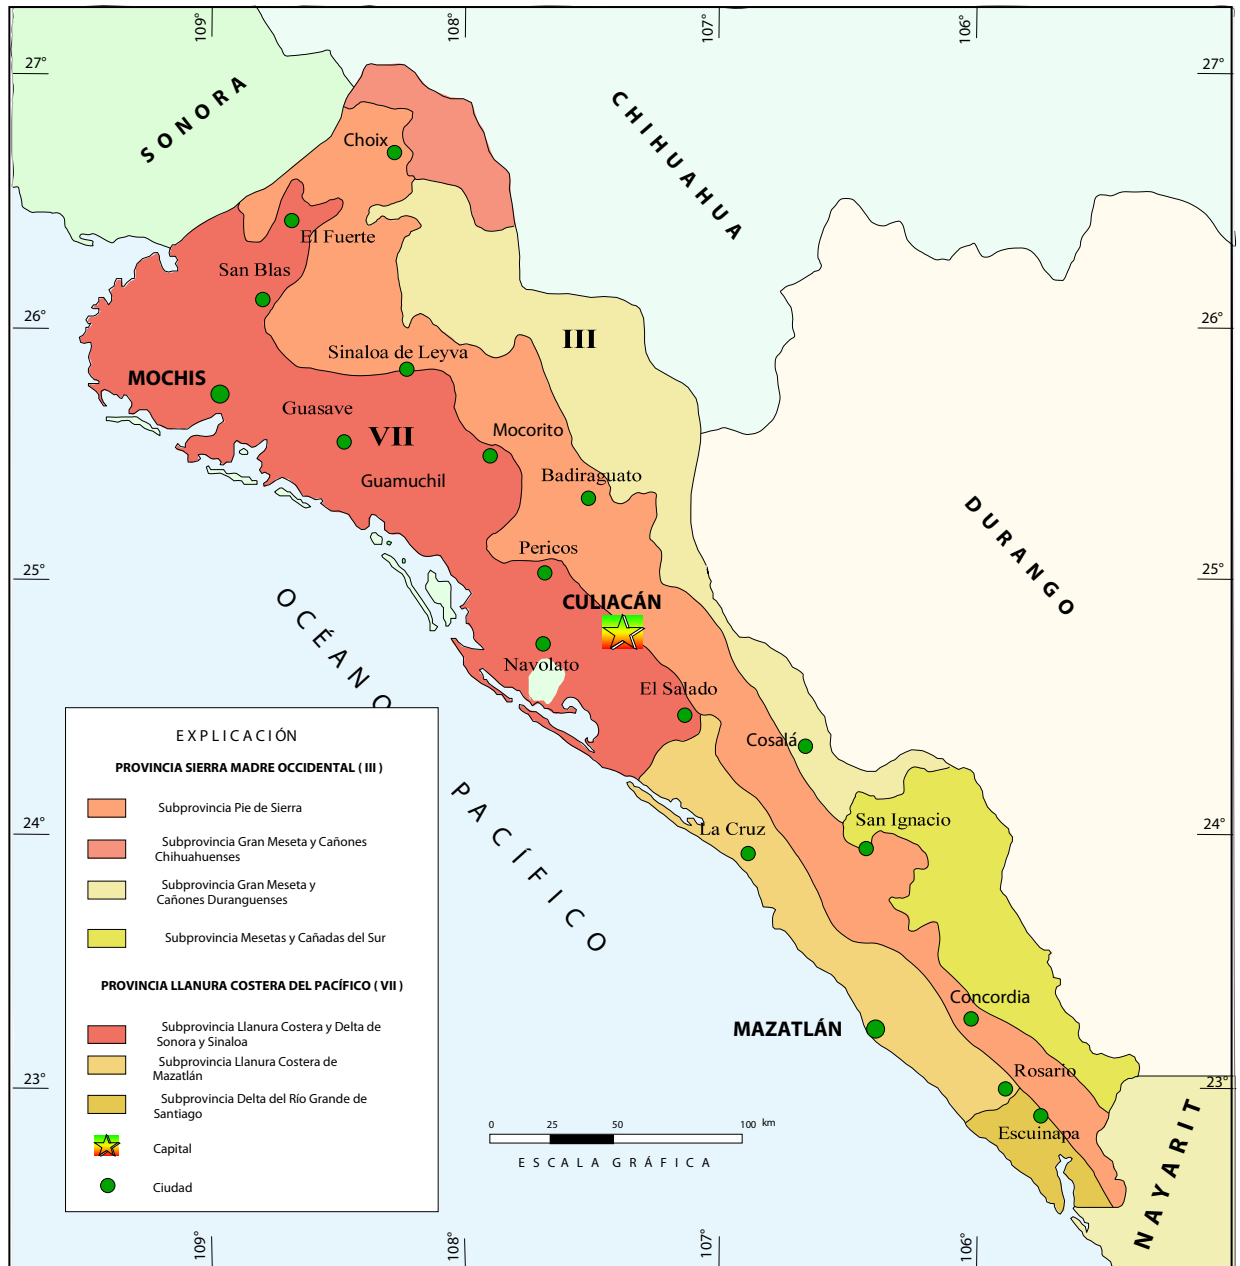 109°
108°
107°
106°
27°
27°
SONORA
CHIHUAHUA
Choix
El Fuerte
San Blas
26°
26°
III
Sinaloa de Leyva
MOCHIS
Guasave
VII
Mocorito
Guamuchil
Badiraguato
DURANGO
Pericos
25°
25°
CULIACÁN
OCÉANO
Navolato
El Salado
Cosalá
PACÍFICO
24°
24°
La Cruz
San Ignacio
Concordia
MAZATLÁN
Rosario
23°
23°
Escuinapa
NAYARIT
EXPLICACIÓN
PROVINCIA SIERRA MADRE OCCIDENTAL ( III )
Subprovincia Pie de Sierra
Subprovincia Gran Meseta y Cañones
Chihuahuenses
Subprovincia Gran Meseta y
Cañones Duranguenses
Subprovincia Mesetas y Cañadas del Sur
PROVINCIA LLANURA COSTERA DEL PACÍFICO ( VII )
Subprovincia Llanura Costera y Delta de
Sonora y Sinaloa
Subprovincia Llanura Costera de
Mazatlán
Subprovincia Delta del Río Grande de
Santiago
Capital
Ciudad
0 25 50 100 km
ESCALA GRÁFICA
109°
108°
107°
106°